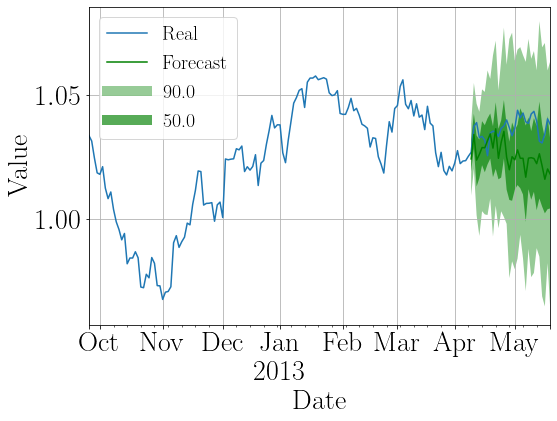 Real
Forecast
90.0
50.0
1.05
1.00
Value
Oct Nov Dec Jan Feb Mar Apr May
2013
Date